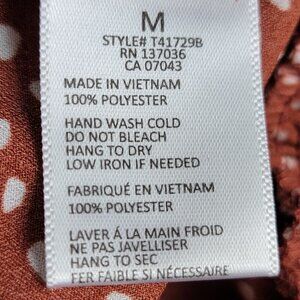 M
STYLE# T41729B
RN 137036
CA 07043
MADE IN VIETNAM
100% POLYESTER
HAND WASH COLD
DO NOT BLEACH
HANG TO DRY
LOW IRON IF NEEDED
FABRIQUÉ EN VIETNAM
100% POLYESTER
LAVER Á LA MAIN FROID
NE PAS JAVELLISER
HANG TO SEC
FER FAIBLE SI NÉCESSAIRE